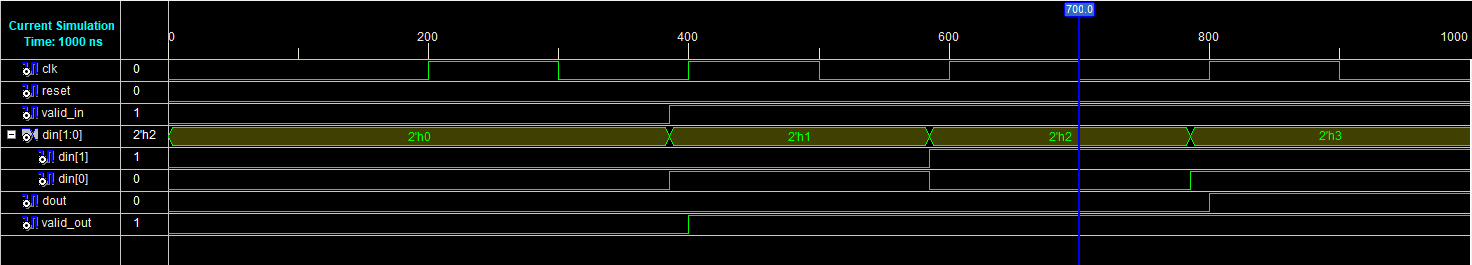 700.0
Current Simulation
Time: 1000 ns
0 200 400 600 800 1000
clk 0
reset 0
valid_in 1
din[1:0] 2'h2 2'h0 2'h1 2'h2 2'h3
din[1] 1
din[0] 0
dout 0
valid_out 1